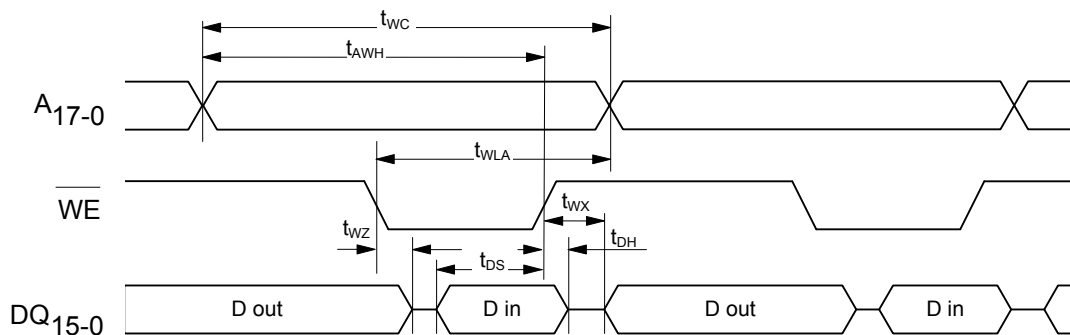 tWC
tAWH
A17-0
tWLA
WE
tWX
tWZ
tDH
tDS
DQ15-0
D out
D in
D out
D in